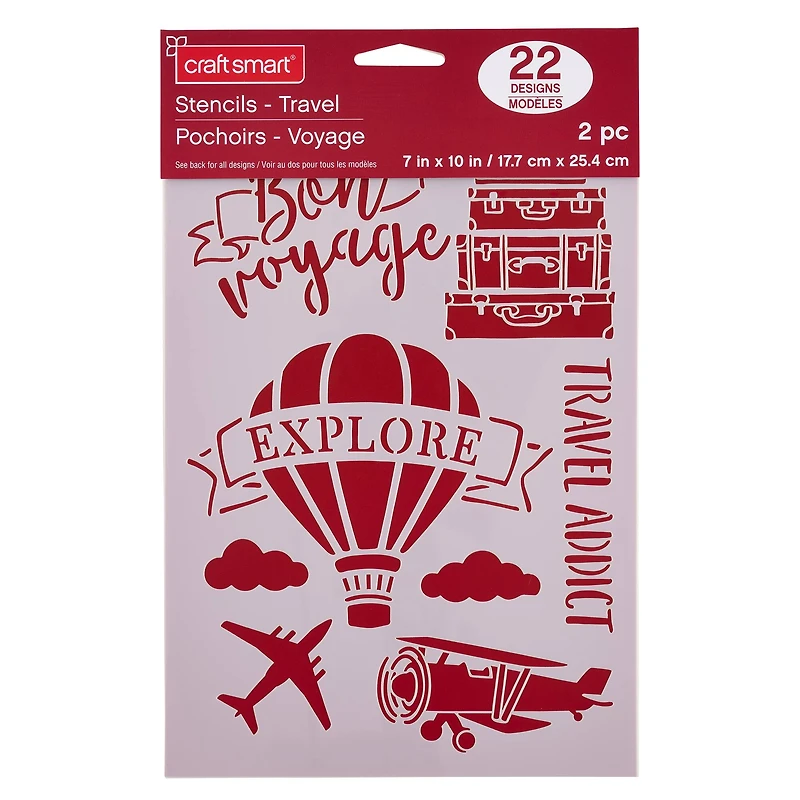 craft smart®
Stencils - Travel
Pochoirs - Voyage
See back for all designs / Voir au dos pour tous les modèles
22
DESIGNS
MODÈLES
2 pc
7 in x 10 in / 17.7 cm x 25.4 cm
Bon
voyage
EXPLORE
TRAVEL ADDICT